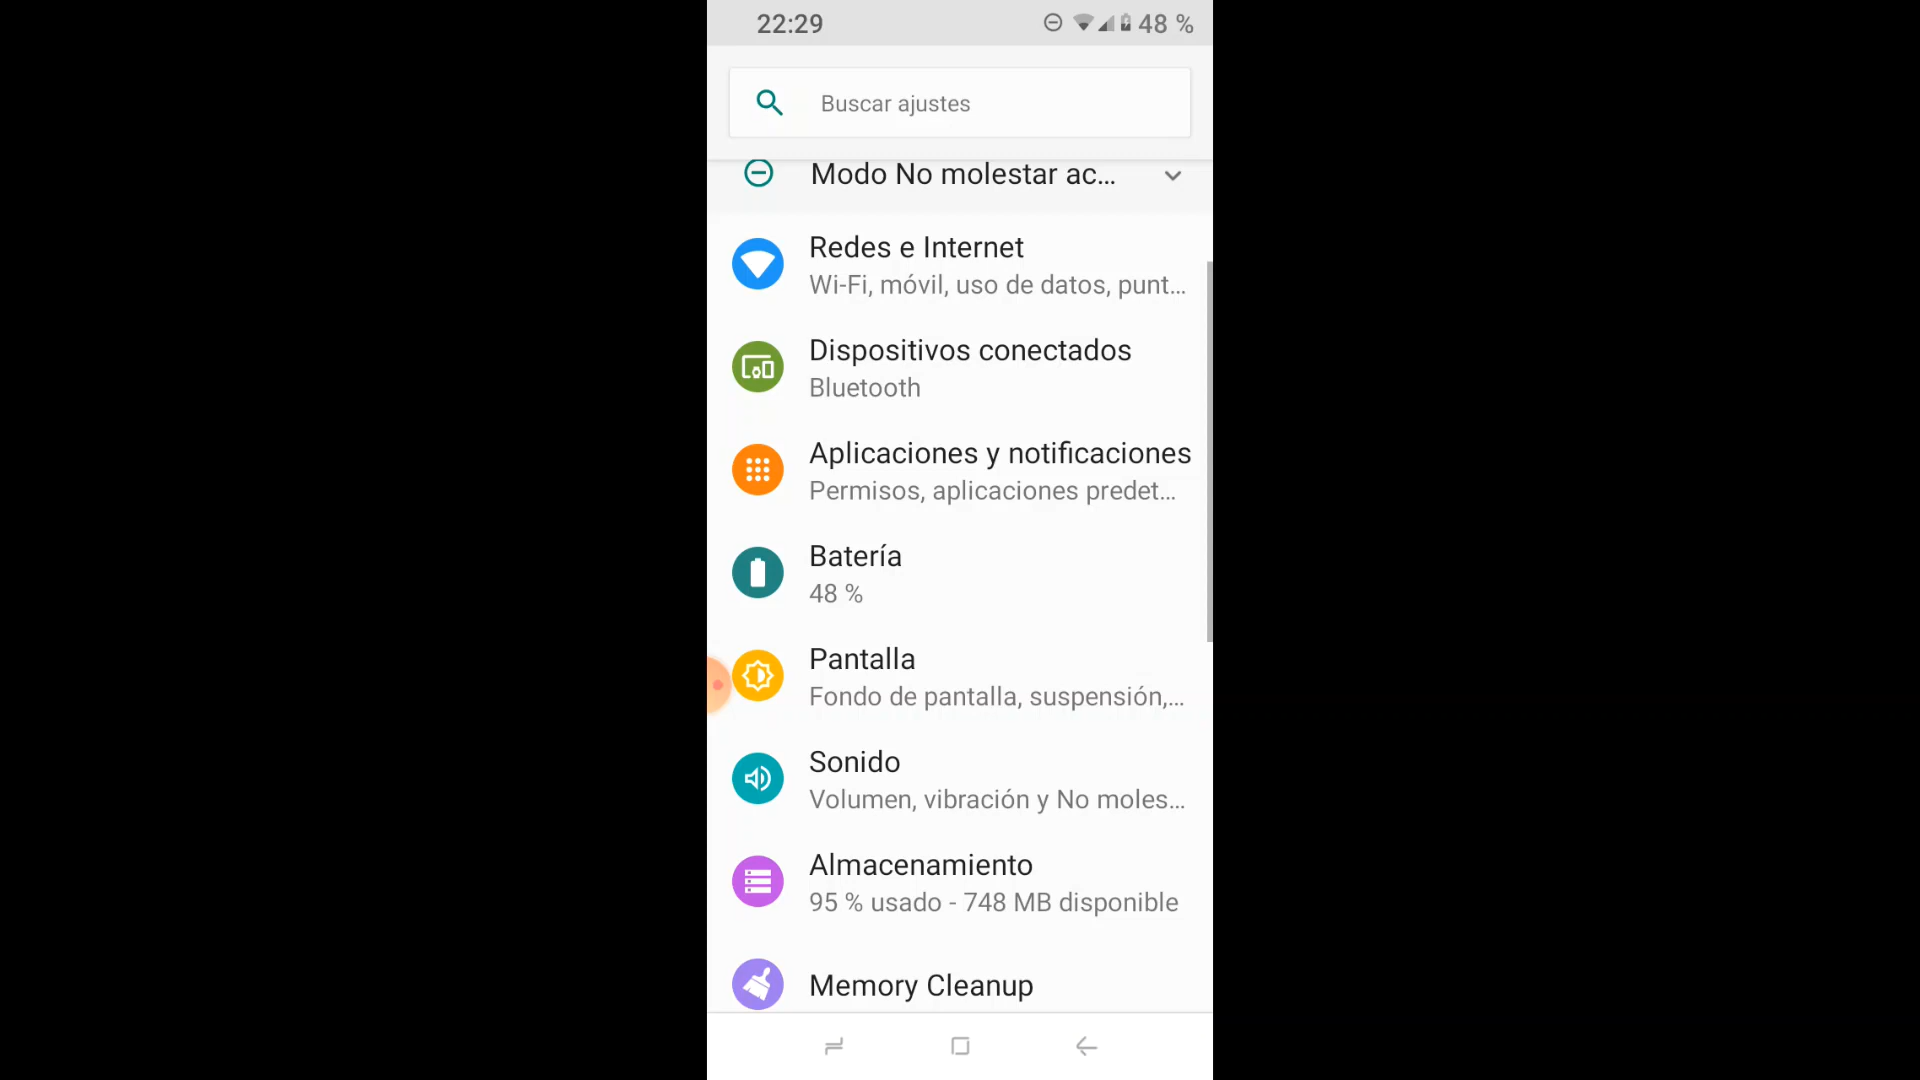 22:29
48 %
Buscar ajustes
Modo No molestar ac...
Redes e Internet
Wi-Fi, móvil, uso de datos, punt...
Dispositivos conectados
Bluetooth
Aplicaciones y notificaciones
Permisos, aplicaciones predet...
Batería
48 %
Pantalla
Fondo de pantalla, suspensión,...
Sonido
Volumen, vibración y No moles...
Almacenamiento
95 % usado - 748 MB disponible
Memory Cleanup